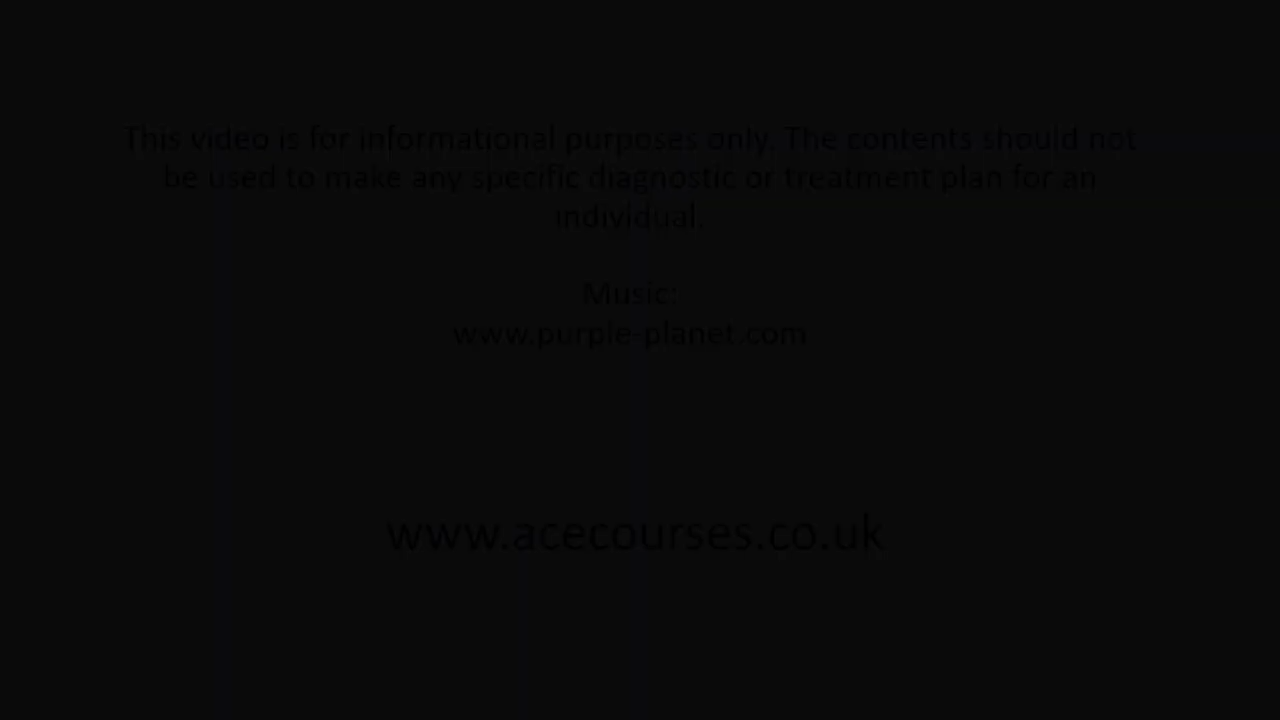 This video is for informational purposes only. The contents should not
be used to make any specific diagnostic or treatment plan for an
individual.
Music:
www.purple-planet.com
www.acecourses.co.uk